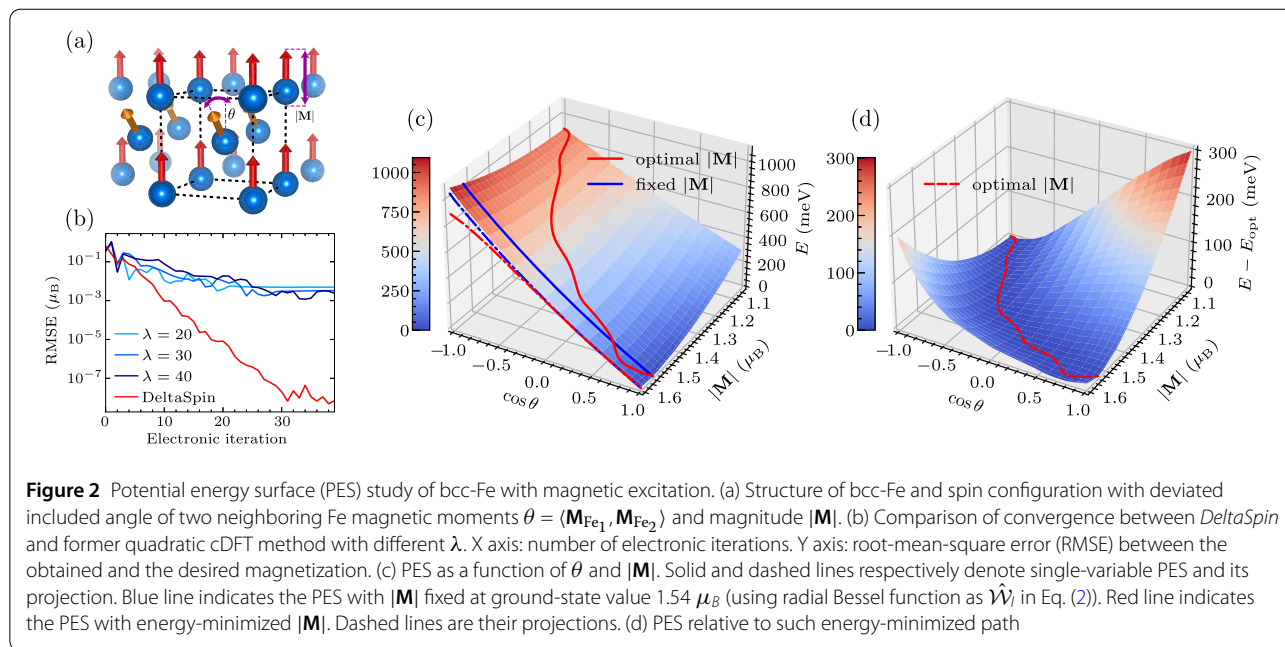 (a)
θ
|M|
(b)
RMSE (μB)
10⁻¹
10⁻³
10⁻⁵
10⁻⁷
λ = 20
λ = 30
λ = 40
DeltaSpin
0 10 20 30
Electronic iteration
(c)
optimal |M|
fixed |M|
1000
750
500
250
0
1000
800
600
400
200
0
E (meV)
−1.0 −0.5 0.0 0.5 1.0
cos θ
1.1
1.2
1.3
1.4
1.5
1.6
|M| (μB)
(d)
optimal |M|
300
200
100
0
300
200
100
0
E − Eopt (meV)
−1.0 −0.5 0.0 0.5 1.0
cos θ
1.1
1.2
1.3
1.4
1.5
1.6
|M| (μB)
Figure 2 Potential energy surface (PES) study of bcc-Fe with magnetic excitation. (a) Structure of bcc-Fe and spin configuration with deviated
included angle of two neighboring Fe magnetic moments θ = ⟨M_Fe₁, M_Fe₂⟩ and magnitude |M|. (b) Comparison of convergence between DeltaSpin
and former quadratic cDFT method with different λ. X axis: number of electronic iterations. Y axis: root-mean-square error (RMSE) between the
obtained and the desired magnetization. (c) PES as a function of θ and |M|. Solid and dashed lines respectively denote single-variable PES and its
projection. Blue line indicates the PES with |M| fixed at ground-state value 1.54 μB (using radial Bessel function as Ŵ_I in Eq. (2)). Red line indicates
the PES with energy-minimized |M|. Dashed lines are their projections. (d) PES relative to such energy-minimized path